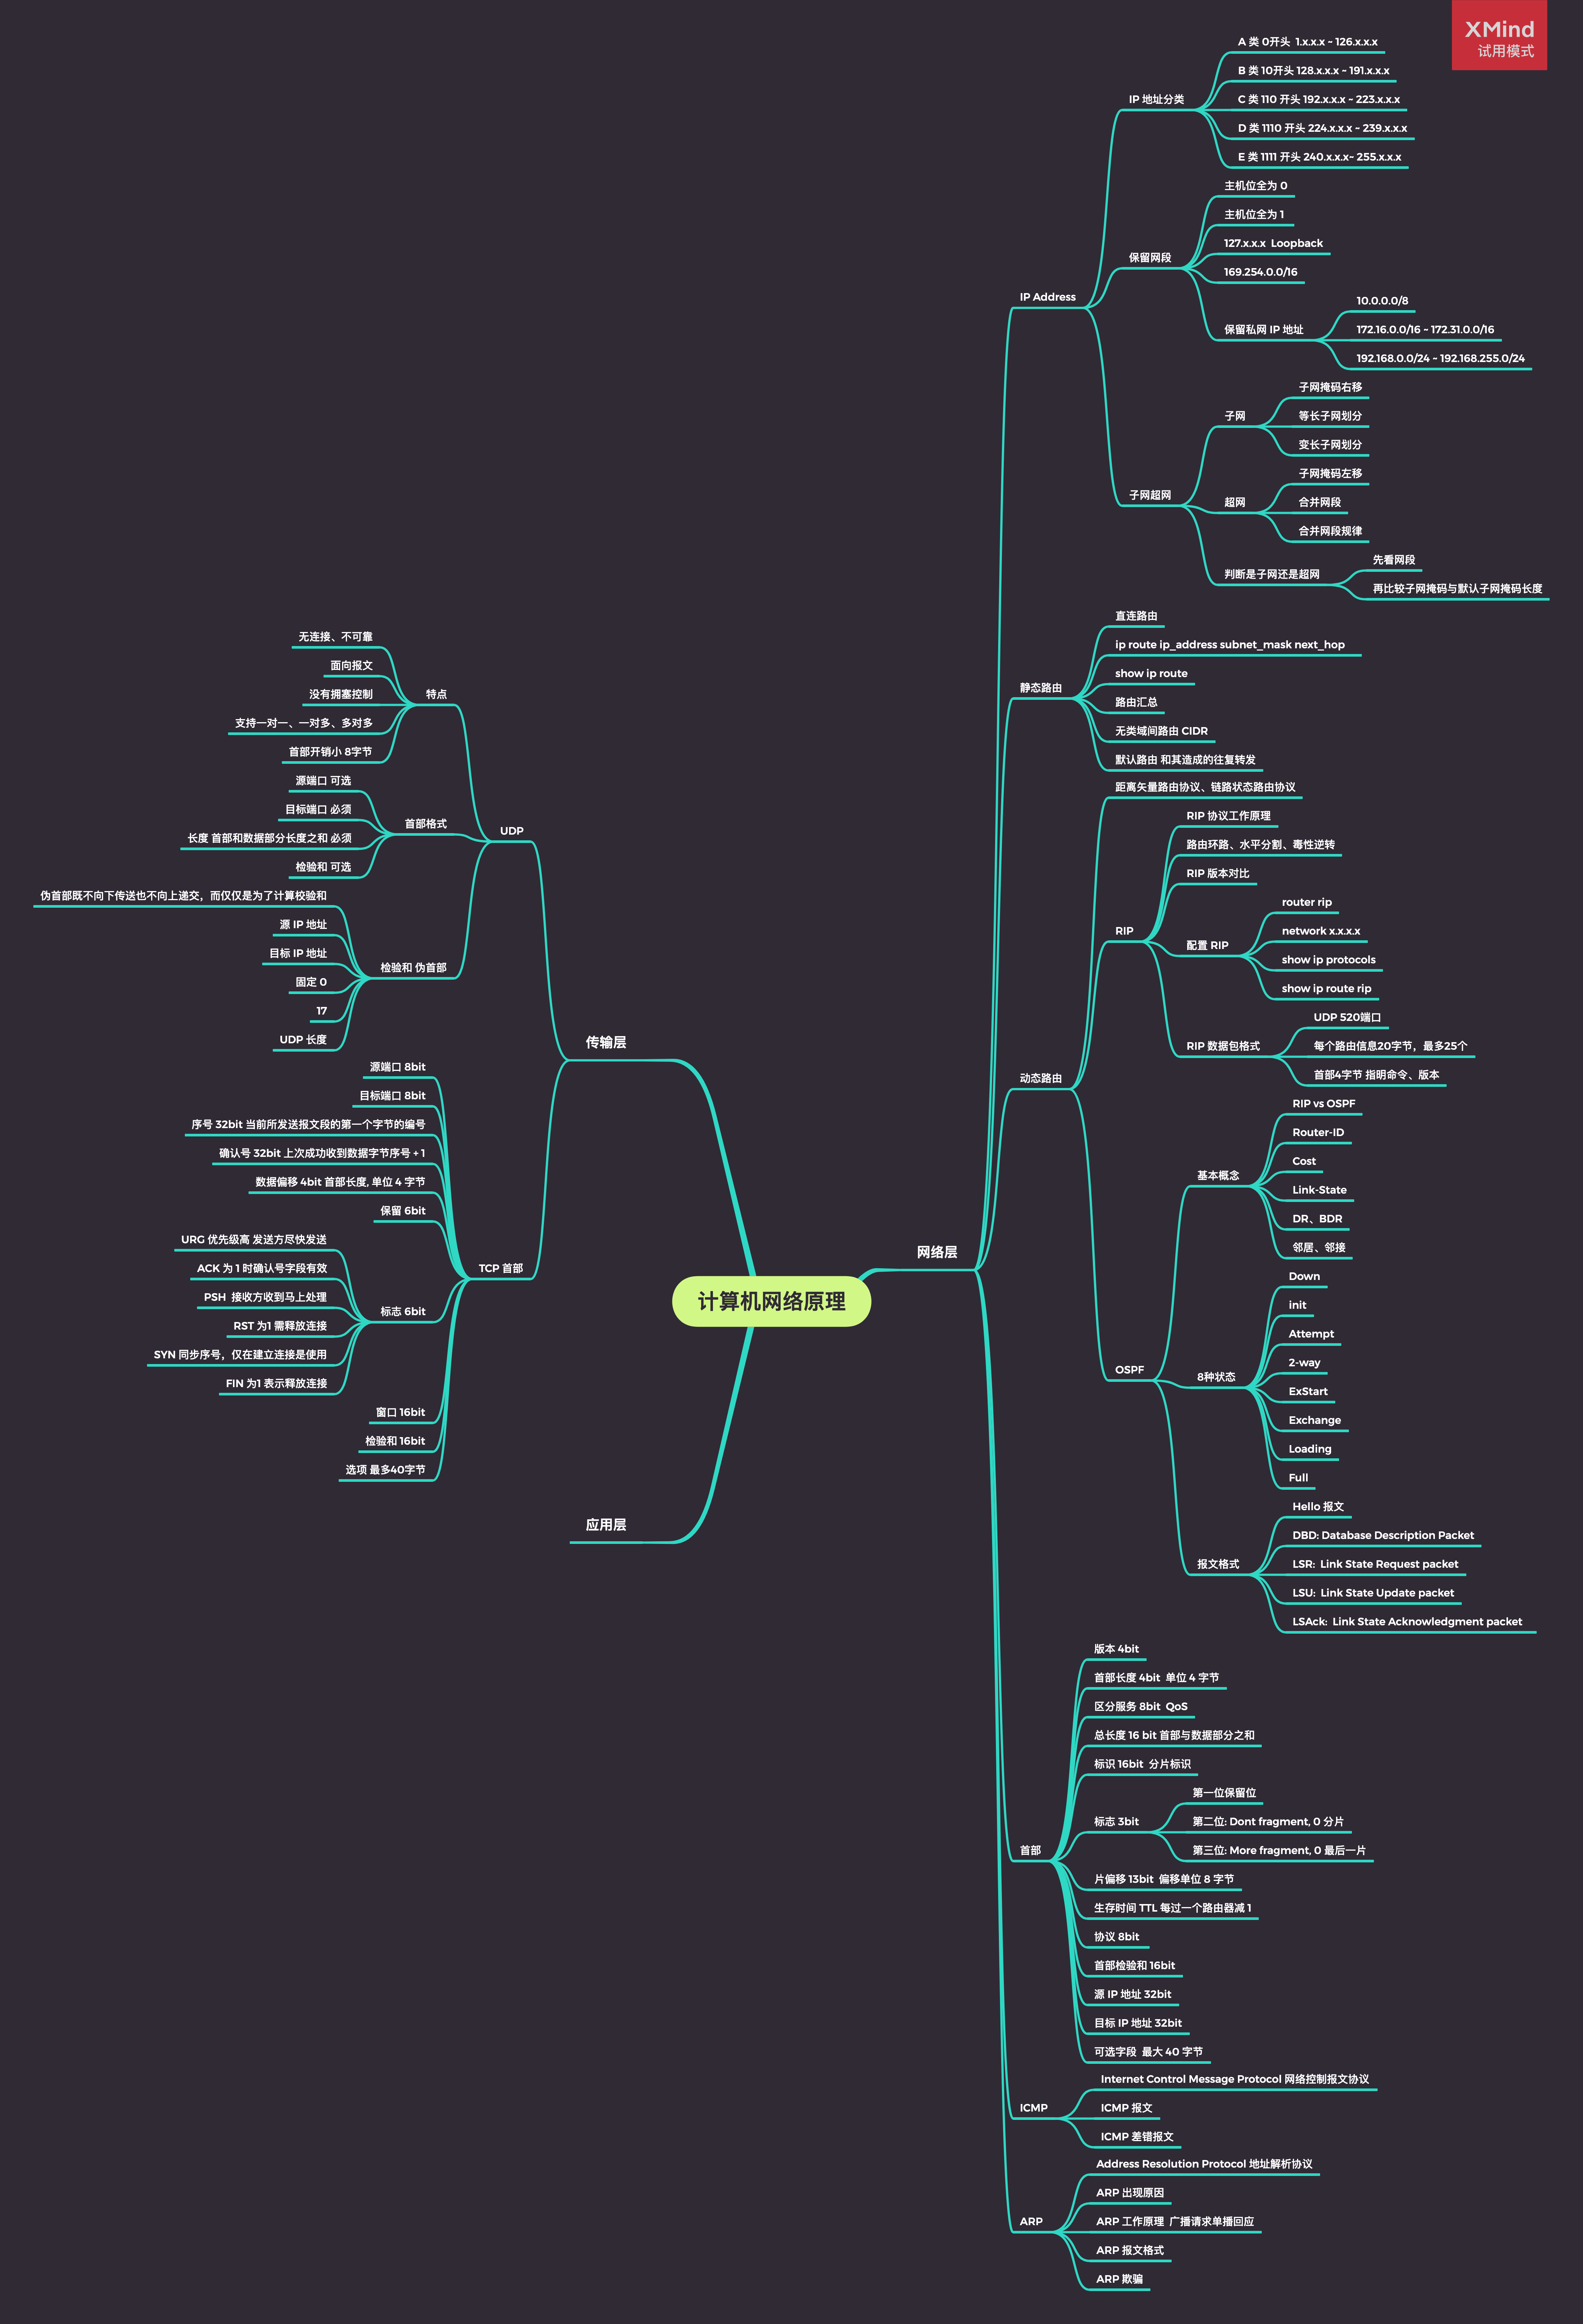 XMind
试用模式
计算机网络原理
网络层
IP Address
IP 地址分类
A 类 0开头 1.x.x.x ~ 126.x.x.x
B 类 10开头 128.x.x.x ~ 191.x.x.x
C 类 110 开头 192.x.x.x ~ 223.x.x.x
D 类 1110 开头 224.x.x.x ~ 239.x.x.x
E 类 1111 开头 240.x.x.x~ 255.x.x.x
保留网段
主机位全为 0
主机位全为 1
127.x.x.x Loopback
169.254.0.0/16
保留私网 IP 地址
10.0.0.0/8
172.16.0.0/16 ~ 172.31.0.0/16
192.168.0.0/24 ~ 192.168.255.0/24
子网超网
子网
子网掩码右移
等长子网划分
变长子网划分
超网
子网掩码左移
合并网段
合并网段规律
判断是子网还是超网
先看网段
再比较子网掩码与默认子网掩码长度
静态路由
直连路由
ip route ip_address subnet_mask next_hop
show ip route
路由汇总
无类域间路由 CIDR
默认路由 和其造成的往复转发
动态路由
距离矢量路由协议、链路状态路由协议
RIP
RIP 协议工作原理
路由环路、水平分割、毒性逆转
RIP 版本对比
配置 RIP
router rip
network x.x.x.x
show ip protocols
show ip route rip
RIP 数据包格式
UDP 520端口
每个路由信息20字节，最多25个
首部4字节 指明命令、版本
OSPF
基本概念
RIP vs OSPF
Router-ID
Cost
Link-State
DR、BDR
邻居、邻接
8种状态
Down
init
Attempt
2-way
ExStart
Exchange
Loading
Full
报文格式
Hello 报文
DBD: Database Description Packet
LSR: Link State Request packet
LSU: Link State Update packet
LSAck: Link State Acknowledgment packet
首部
版本 4bit
首部长度 4bit 单位 4 字节
区分服务 8bit QoS
总长度 16 bit 首部与数据部分之和
标识 16bit 分片标识
标志 3bit
第一位保留位
第二位: Dont fragment, 0 分片
第三位: More fragment, 0 最后一片
片偏移 13bit 偏移单位 8 字节
生存时间 TTL 每过一个路由器减 1
协议 8bit
首部检验和 16bit
源 IP 地址 32bit
目标 IP 地址 32bit
可选字段 最大 40 字节
ICMP
Internet Control Message Protocol 网络控制报文协议
ICMP 报文
ICMP 差错报文
ARP
Address Resolution Protocol 地址解析协议
ARP 出现原因
ARP 工作原理 广播请求单播回应
ARP 报文格式
ARP 欺骗
传输层
UDP
特点
无连接、不可靠
面向报文
没有拥塞控制
支持一对一、一对多、多对多
首部开销小 8字节
首部格式
源端口 可选
目标端口 必须
长度 首部和数据部分长度之和 必须
检验和 可选
检验和 伪首部
伪首部既不向下传送也不向上递交，而仅仅是为了计算校验和
源 IP 地址
目标 IP 地址
固定 0
17
UDP 长度
TCP 首部
源端口 8bit
目标端口 8bit
序号 32bit 当前所发送报文段的第一个字节的编号
确认号 32bit 上次成功收到数据字节序号 + 1
数据偏移 4bit 首部长度, 单位 4 字节
保留 6bit
标志 6bit
URG 优先级高 发送方尽快发送
ACK 为 1 时确认号字段有效
PSH 接收方收到马上处理
RST 为1 需释放连接
SYN 同步序号，仅在建立连接是使用
FIN 为1 表示释放连接
窗口 16bit
检验和 16bit
选项 最多40字节
应用层